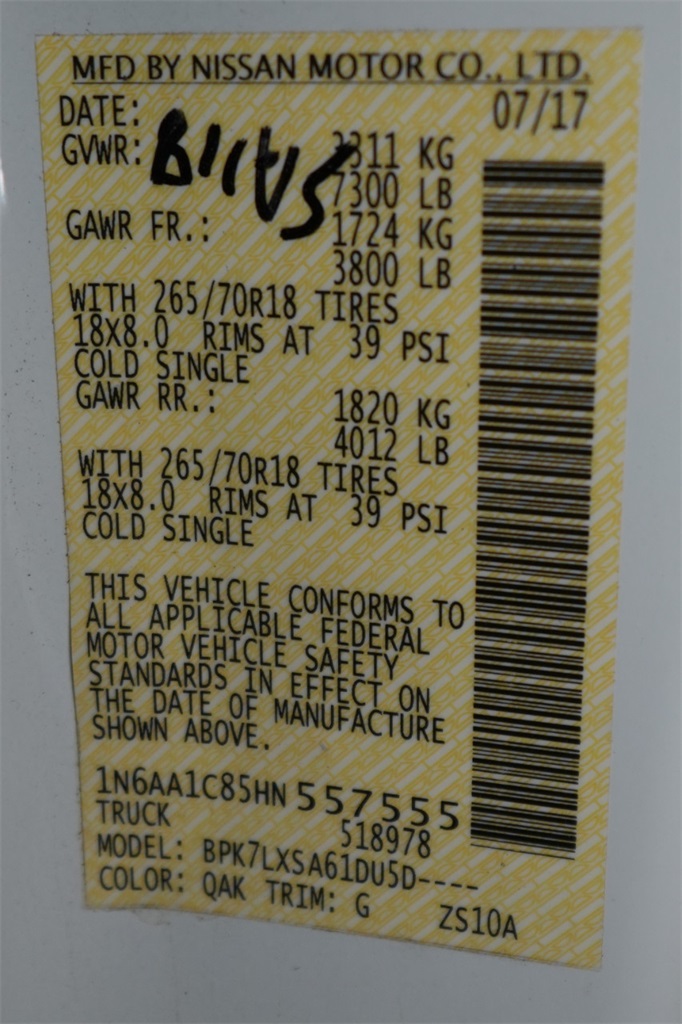 MFD BY NISSAN MOTOR CO., LTD.
DATE: 07/17
GVWR: 3311 KG
7300 LB
GAWR FR.: 1724 KG
3800 LB
WITH 265/70R18 TIRES
18X8.0 RIMS AT 39 PSI
COLD SINGLE
GAWR RR.: 1820 KG
4012 LB
WITH 265/70R18 TIRES
18X8.0 RIMS AT 39 PSI
COLD SINGLE
THIS VEHICLE CONFORMS TO
ALL APPLICABLE FEDERAL
MOTOR VEHICLE SAFETY
STANDARDS IN EFFECT ON
THE DATE OF MANUFACTURE
SHOWN ABOVE.
1N6AA1C85HN557555
TRUCK 518978
MODEL: BPK7LXSA61DU5D----
COLOR: QAK TRIM: G ZS10A